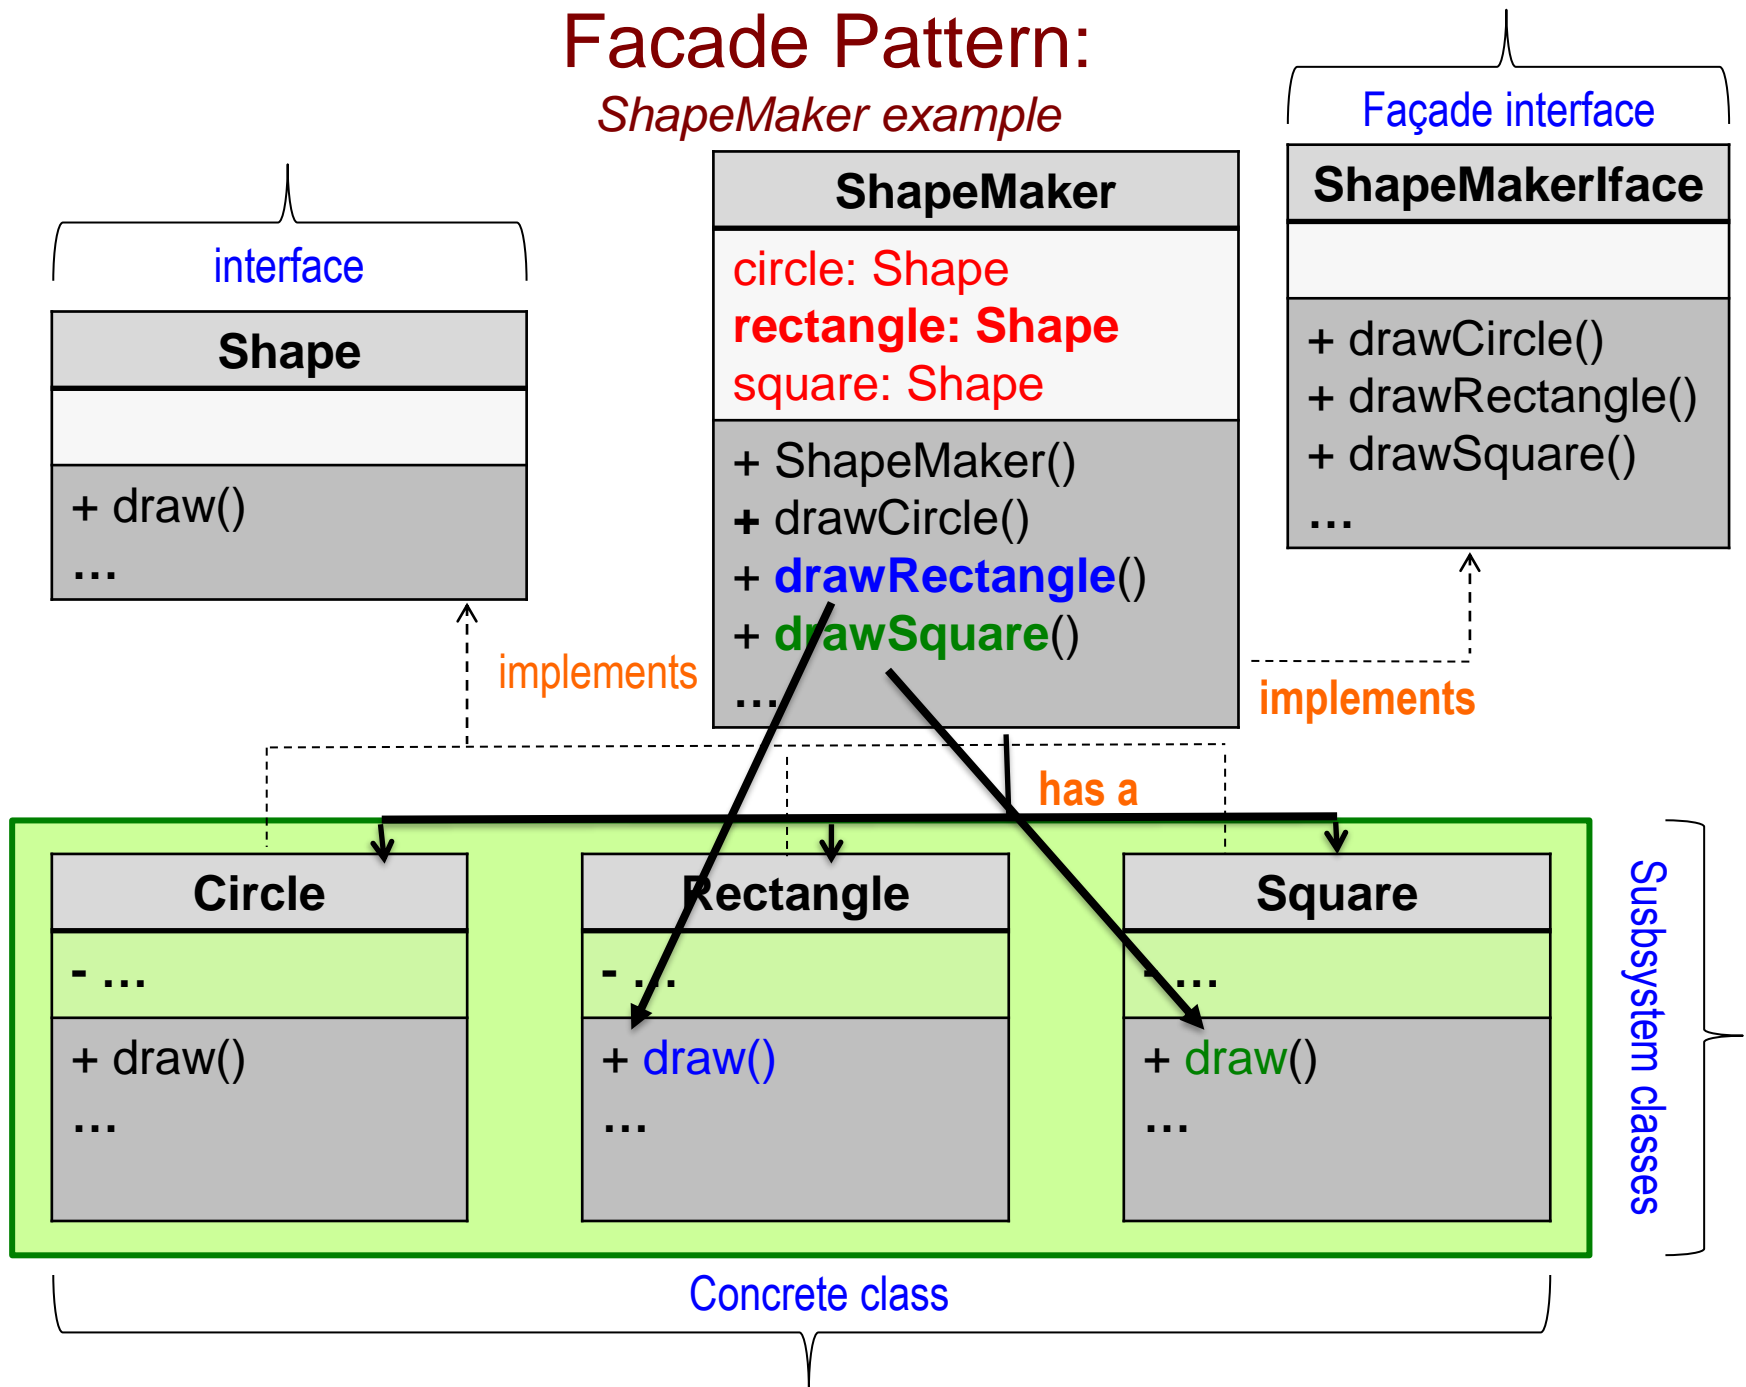 Facade Pattern:
ShapeMaker example
Façade interface
ShapeMakerIface
+ drawCircle()
+ drawRectangle()
+ drawSquare()
...
ShapeMaker
circle: Shape
rectangle: Shape
square: Shape
+ ShapeMaker()
+ drawCircle()
+ drawRectangle()
+ drawSquare()
...
interface
Shape
+ draw()
...
implements
implements
has a
Circle
- ...
+ draw()
...
Rectangle
- ...
+ draw()
...
Square
- ...
+ draw()
...
Susbsystem classes
Concrete class